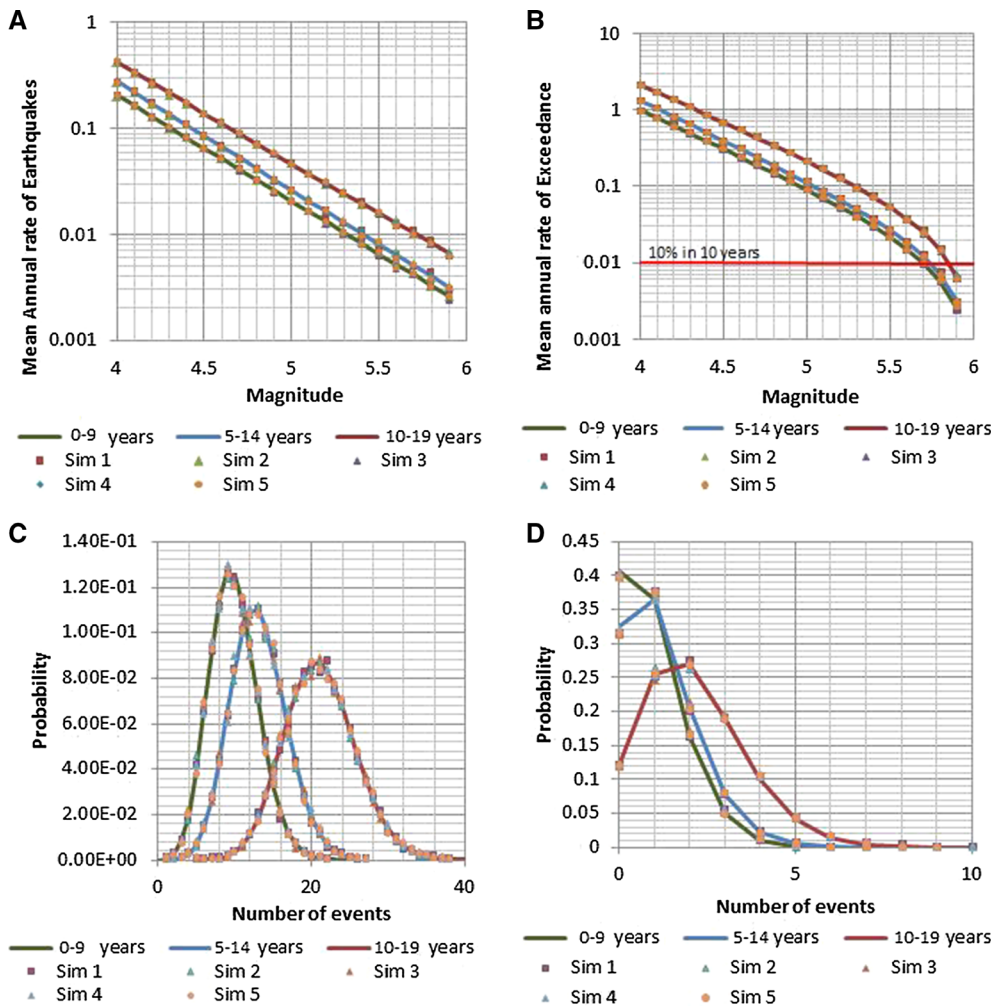 A
Mean Annual rate of Earthquakes
1
0.1
0.01
0.001
4 4.5 5 5.5 6
Magnitude
0-9 years 5-14 years 10-19 years
Sim 1 Sim 2 Sim 3
Sim 4 Sim 5
B
Mean annual rate of Exceedance
10
1
0.1
0.01
0.001
10% in 10 years
4 4.5 5 5.5 6
Magnitude
0-9 years 5-14 years 10-19 years
Sim 1 Sim 2 Sim 3
Sim 4 Sim 5
C
Probability
1.40E-01
1.20E-01
1.00E-01
8.00E-02
6.00E-02
4.00E-02
2.00E-02
0.00E+00
0 20 40
Number of events
0-9 years 5-14 years 10-19 years
Sim 1 Sim 2 Sim 3
Sim 4 Sim 5
D
Probability
0.45
0.4
0.35
0.3
0.25
0.2
0.15
0.1
0.05
0
0 5 10
Number of events
0-9 years 5-14 years 10-19 years
Sim 1 Sim 2 Sim 3
Sim 4 Sim 5